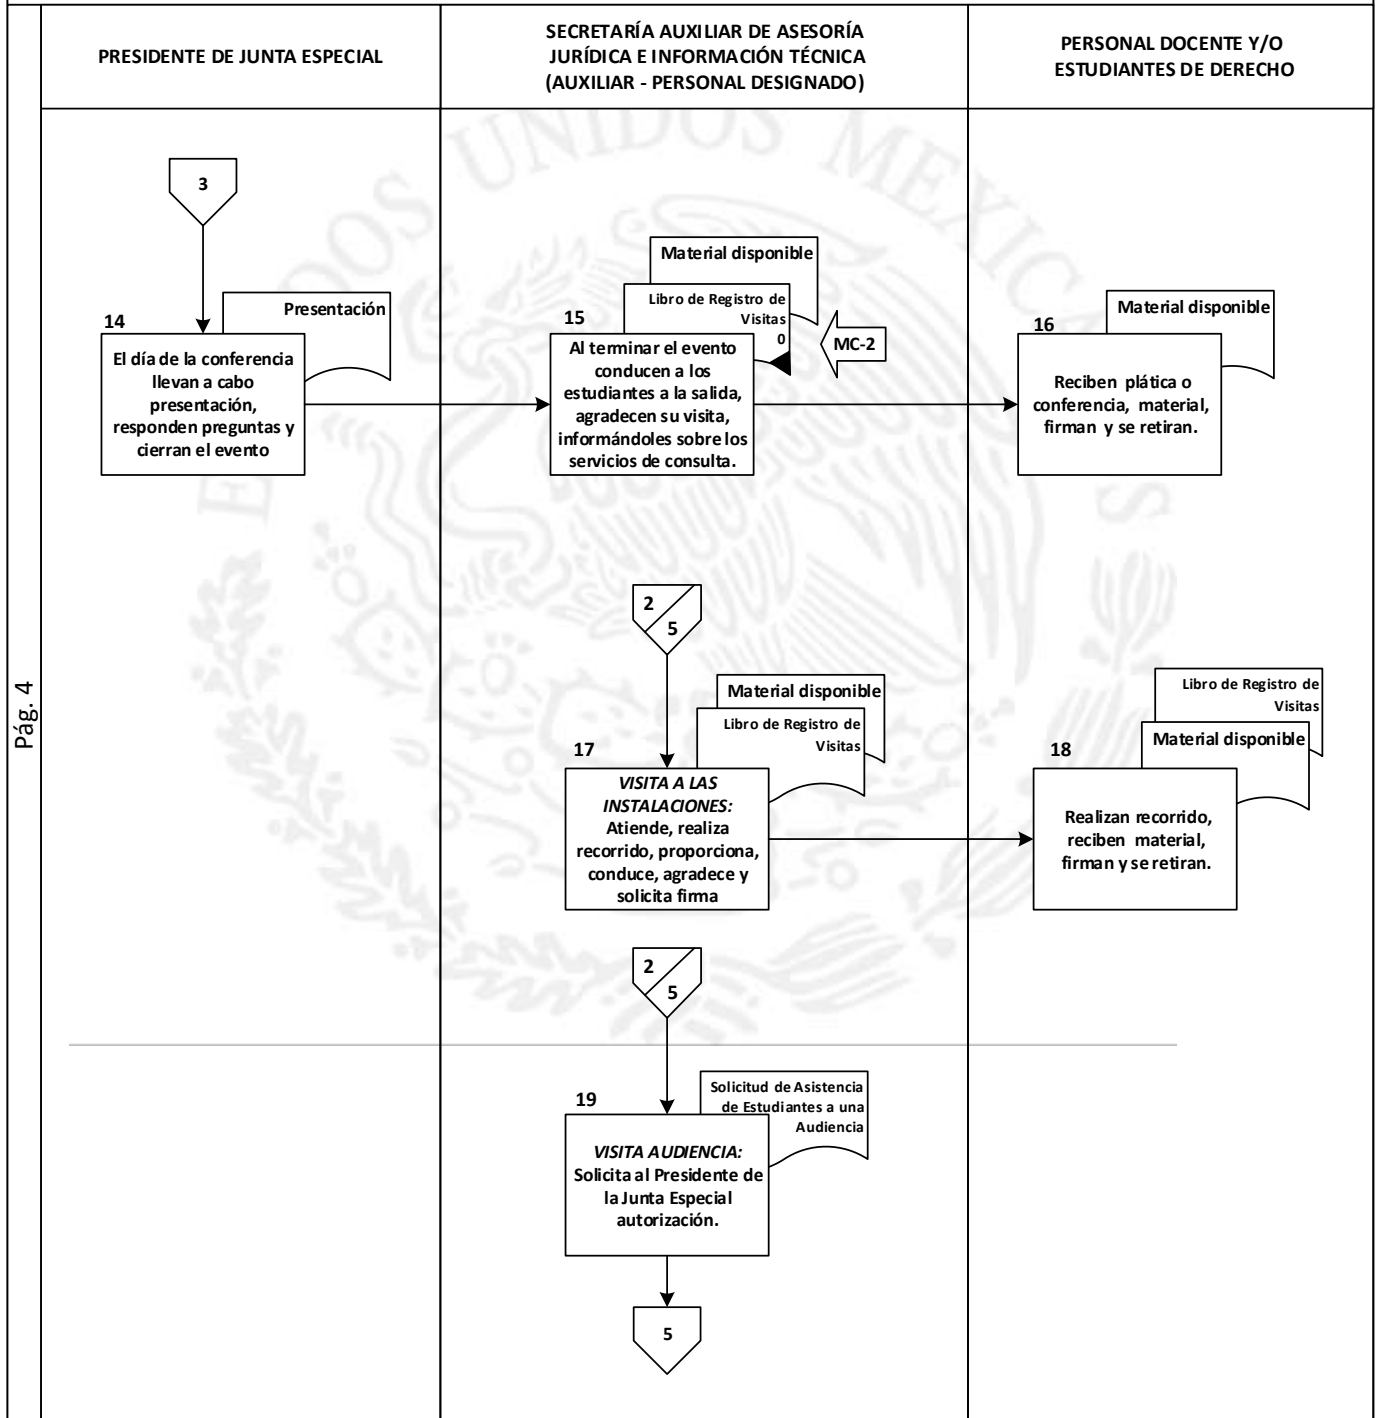 PRESIDENTE DE JUNTA ESPECIAL
SECRETARÍA AUXILIAR DE ASESORÍA
JURÍDICA E INFORMACIÓN TÉCNICA
(AUXILIAR - PERSONAL DESIGNADO)
PERSONAL DOCENTE Y/O
ESTUDIANTES DE DERECHO
Pág. 4
ESTADOS UNIDOS MEXICANOS
3
14
Presentación
El día de la conferencia
llevan a cabo
presentación,
responden preguntas y
cierran el evento
15
Material disponible
Libro de Registro de
Visitas
0
MC-2
Al terminar el evento
conducen a los
estudiantes a la salida,
agradecen su visita,
informándoles sobre los
servicios de consulta.
16
Material disponible
Reciben plática o
conferencia, material,
firman y se retiran.
2
5
17
Material disponible
Libro de Registro de
Visitas
VISITA A LAS
INSTALACIONES:
Atiende, realiza
recorrido, proporciona,
conduce, agradece y
solicita firma
18
Libro de Registro de
Visitas
Material disponible
Realizan recorrido,
reciben material,
firman y se retiran.
2
5
19
Solicitud de Asistencia
de Estudiantes a una
Audiencia
VISITA AUDIENCIA:
Solicita al Presidente de
la Junta Especial
autorización.
5